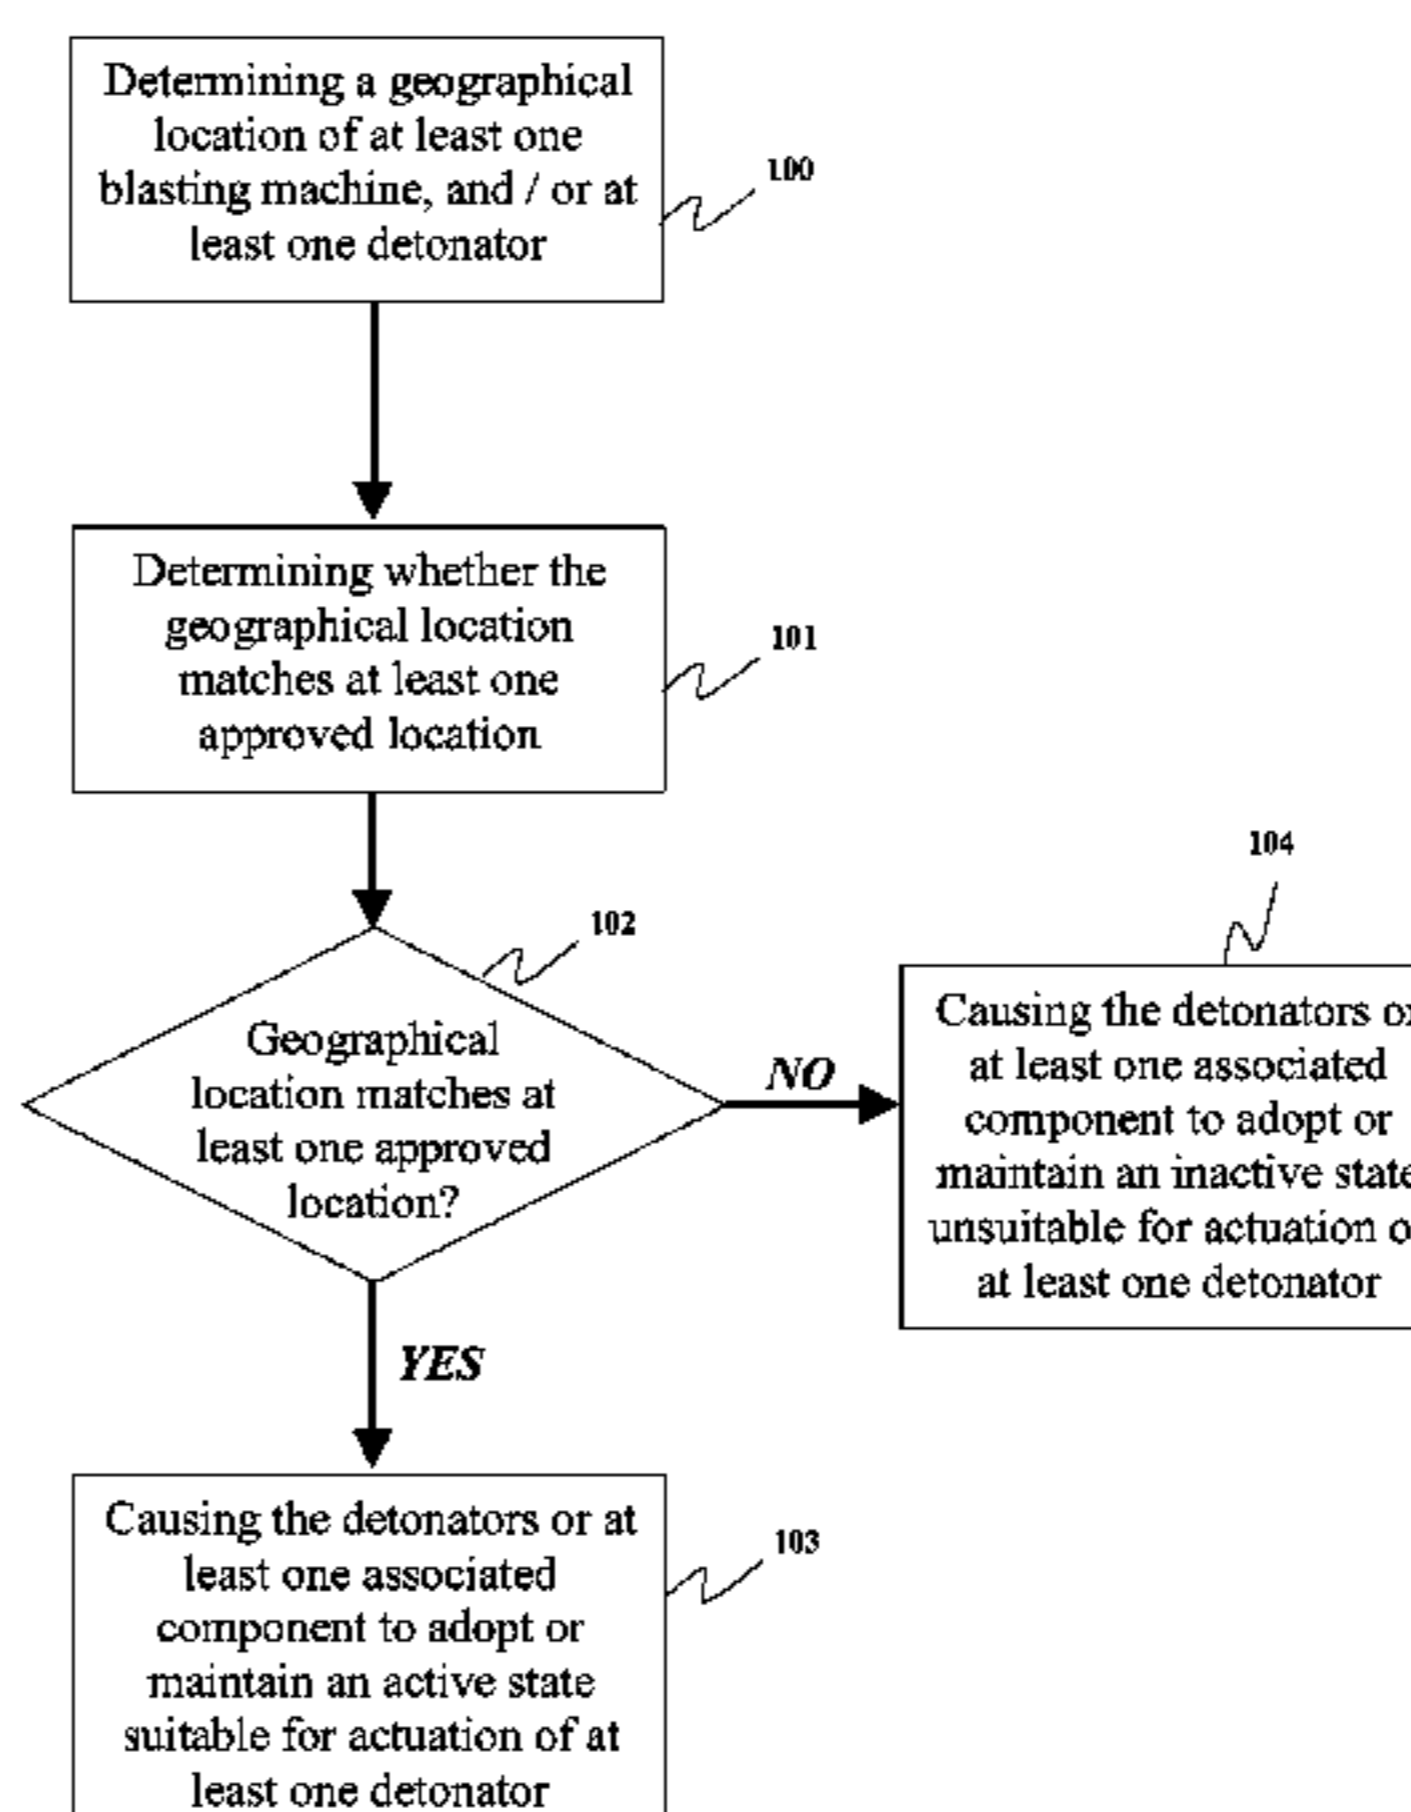 Determining a geographical
location of at least one
blasting machine, and / or at
least one detonator
100
Determining whether the
geographical location
matches at least one
approved location
101
102
Geographical
location matches at
least one approved
location?
NO
104
Causing the detonators or
at least one associated
component to adopt or
maintain an inactive state
unsuitable for actuation
at least one detonator
YES
Causing the detonators or at
least one associated
component to adopt or
maintain an active state
suitable for actuation of at
least one detonator
103